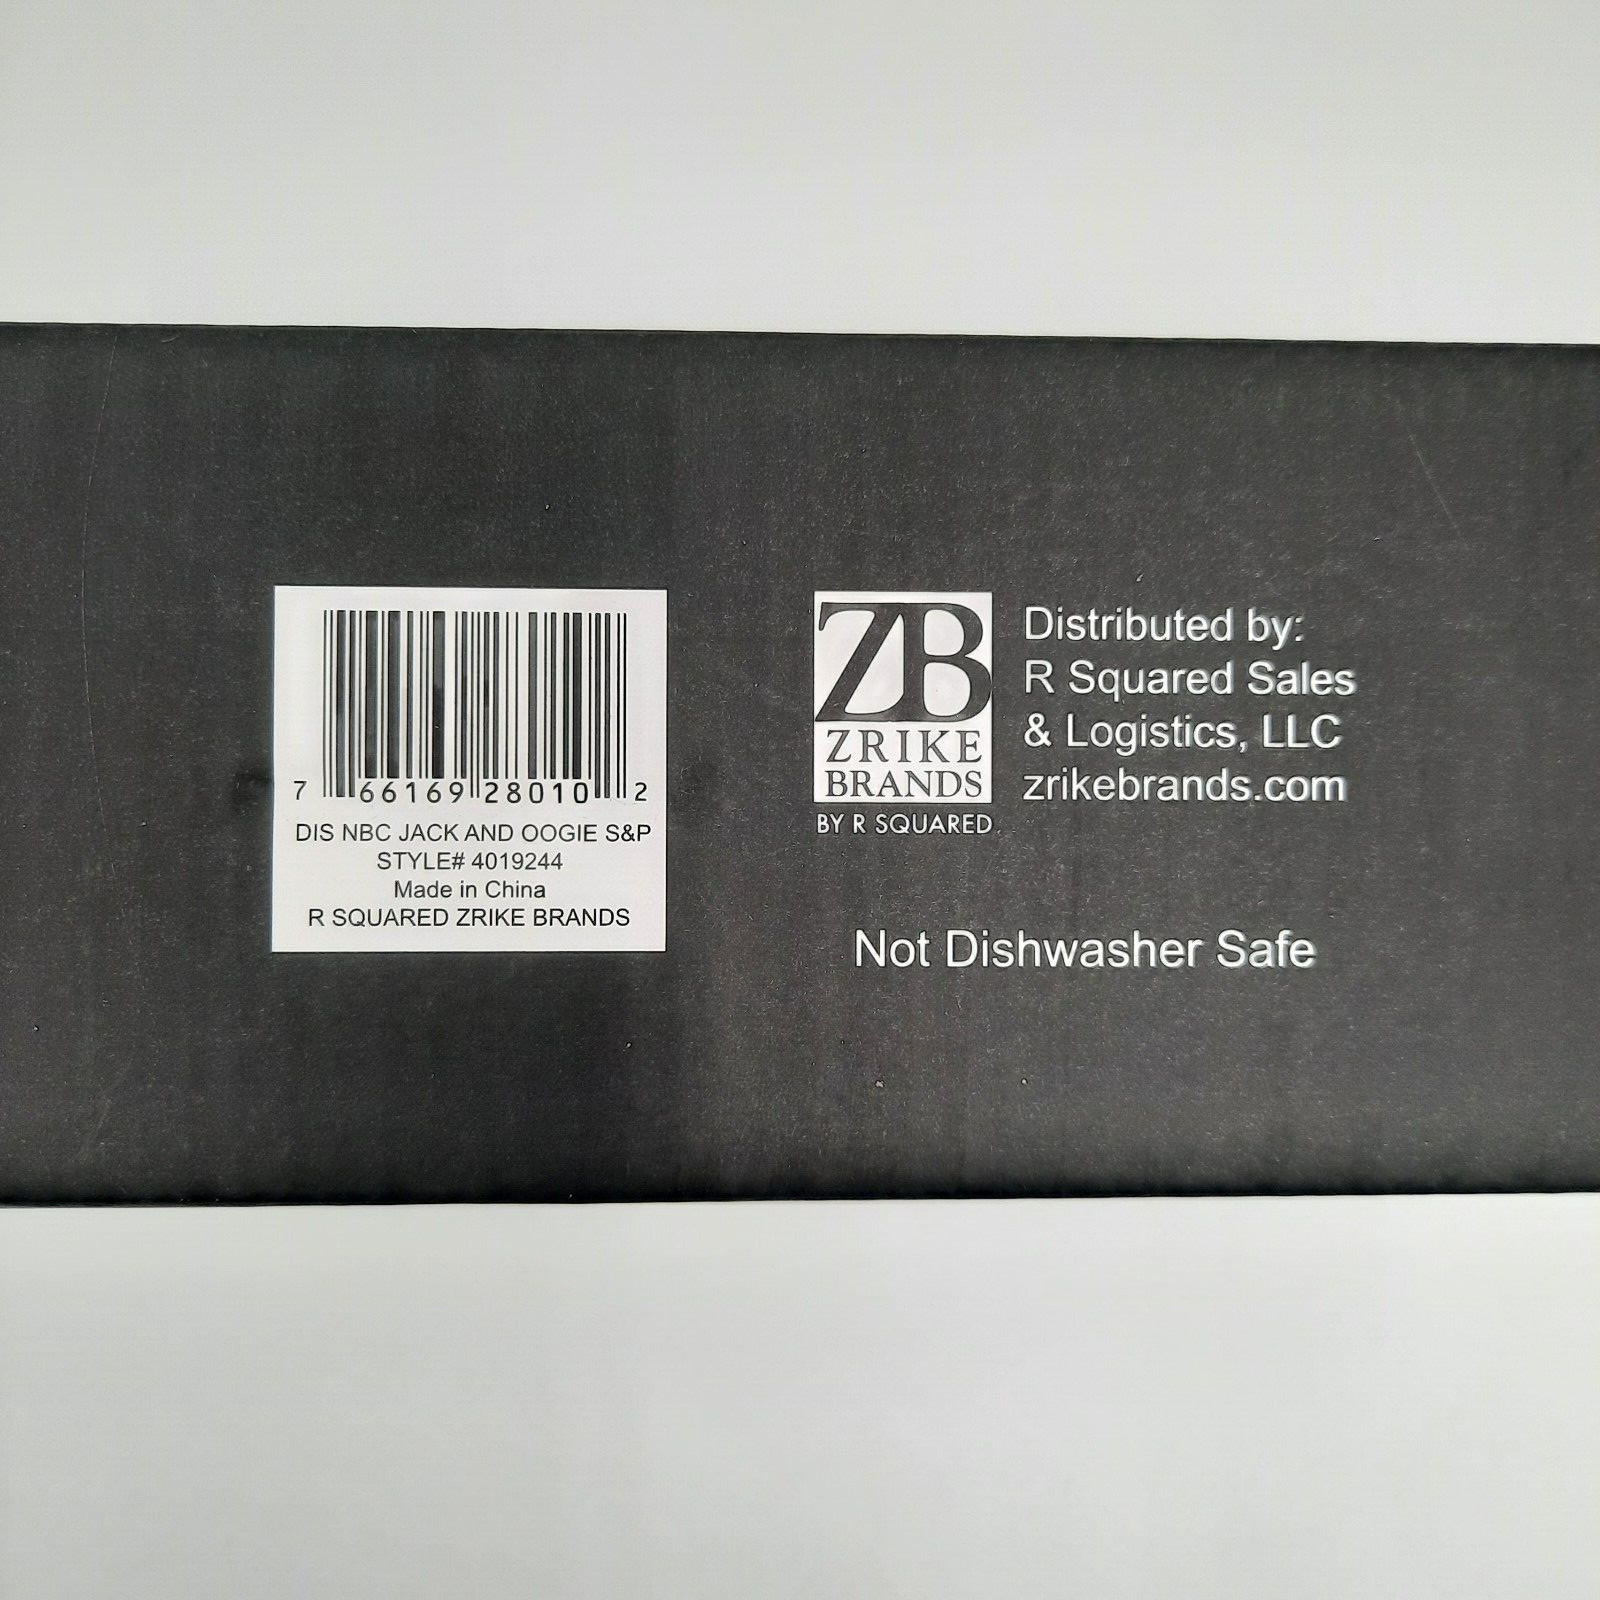 7 66169 28010 2
DIS NBC JACK AND OOGIE S&P
STYLE# 4019244
Made in China
R SQUARED ZRIKE BRANDS
ZB
ZRIKE
BRANDS
BY R SQUARED
Distributed by:
R Squared Sales
& Logistics, LLC
zrikebrands.com
Not Dishwasher Safe